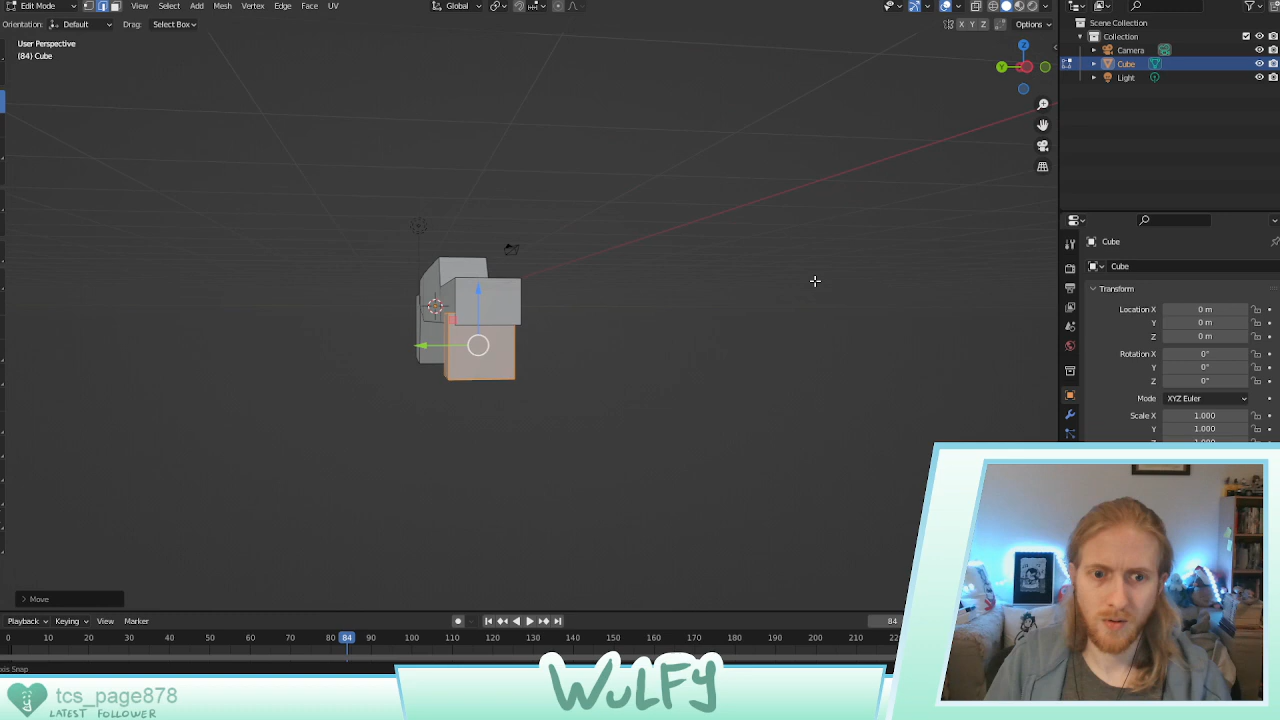 Edit Mode View Select Add Mesh Vertex Edge Face UV Global
Orientation: Default Drag: Select Box X Y Z Options
User Perspective
(84) Cube
Z
Y
Scene Collection
Collection
Camera
Cube
Light
Cube
Cube
Transform
Location X 0 m
Y 0 m
Z 0 m
Rotation X 0°
Y 0°
Z 0°
Mode XYZ Euler
Scale X 1.000
Y 1.000
Move
Playback Keying View Marker 84
0 10 20 30 40 50 60 70 80 84 90 100 110 120 130 140 150 160 170 180 190 200 210
axis Snap
tcs_page878
LATEST FOLLOWER
WULFY